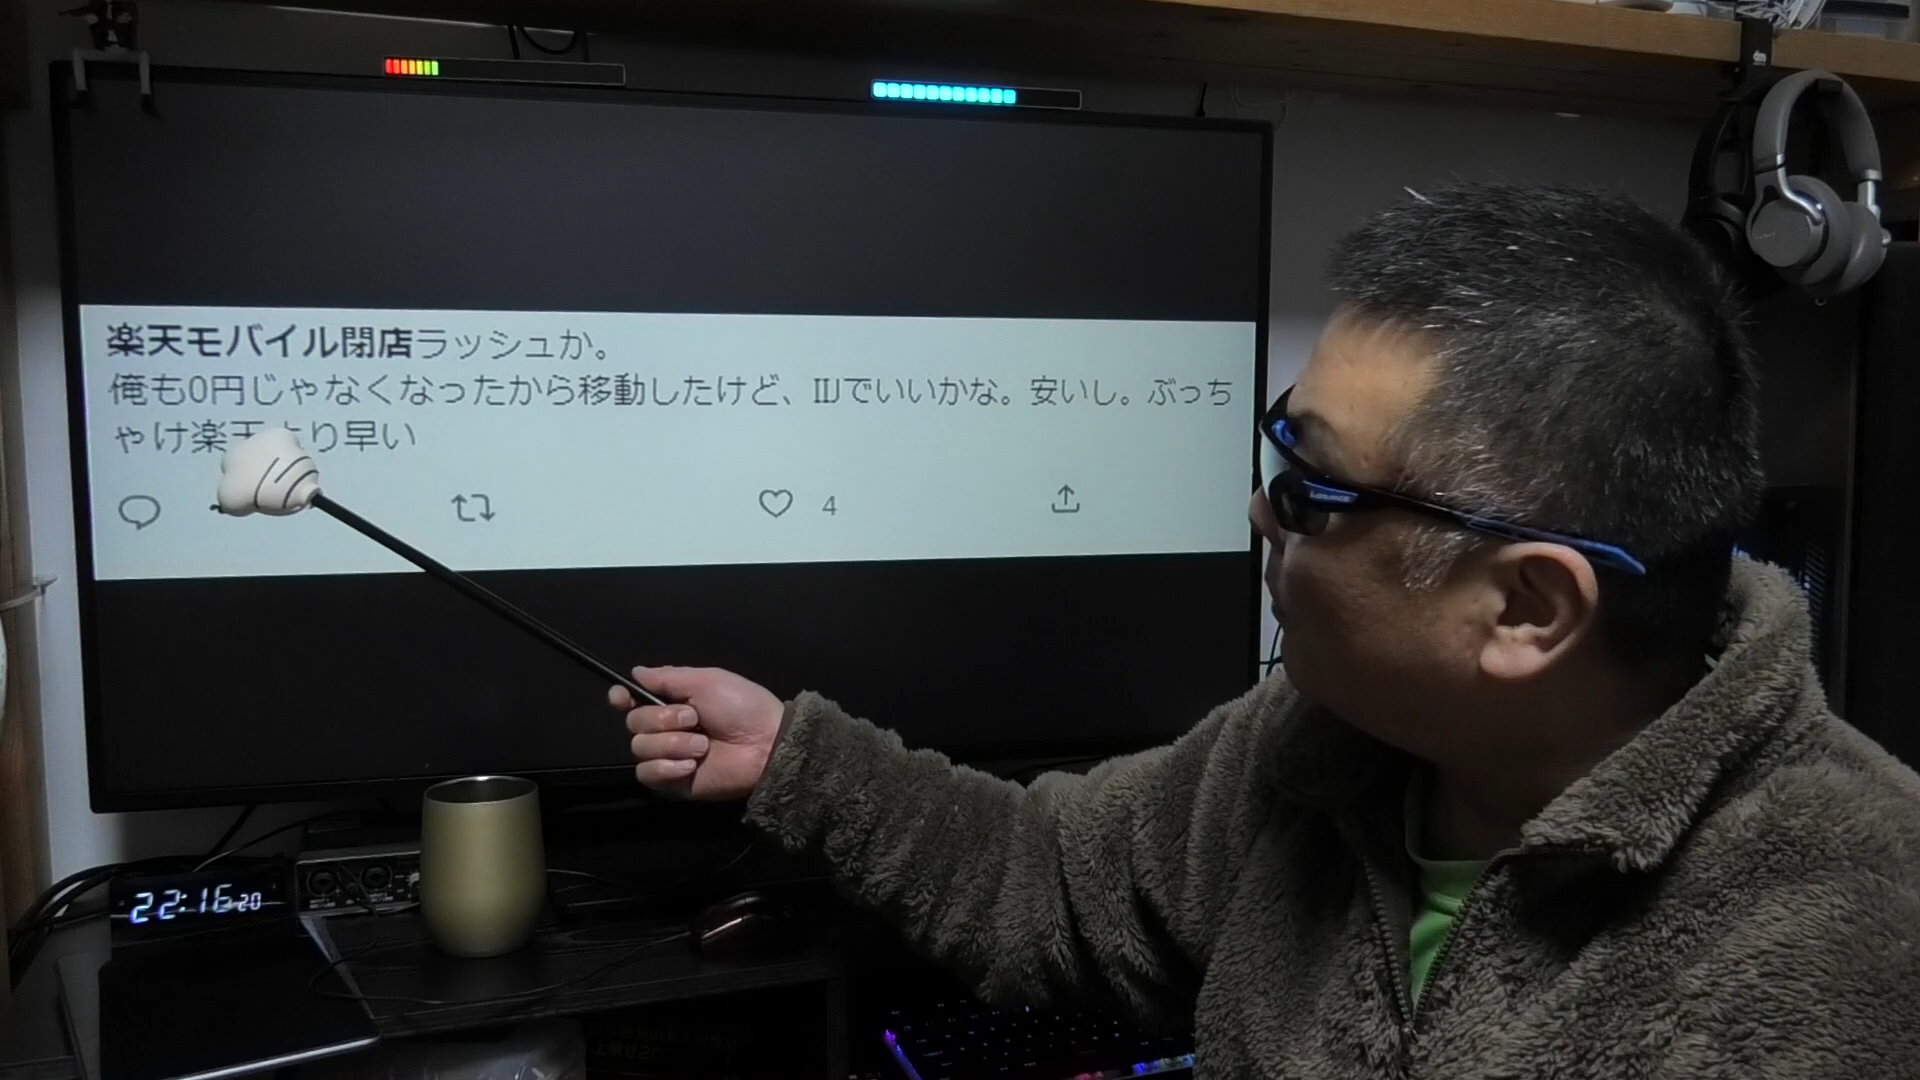 楽天モバイル閉店ラッシュか。
俺も0円じゃなくなったから移動したけど、IIJでいいかな。安いし。ぶっち
ゃけ楽天より早い
4
22:16 20